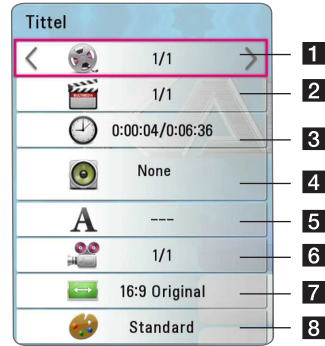 Tittel
1/1 1
MULTIMEDIA 1/1 2
0:00:04/0:06:36 3
None 4
A --- 5
1/1 6
16:9 Original 7
Standard 8